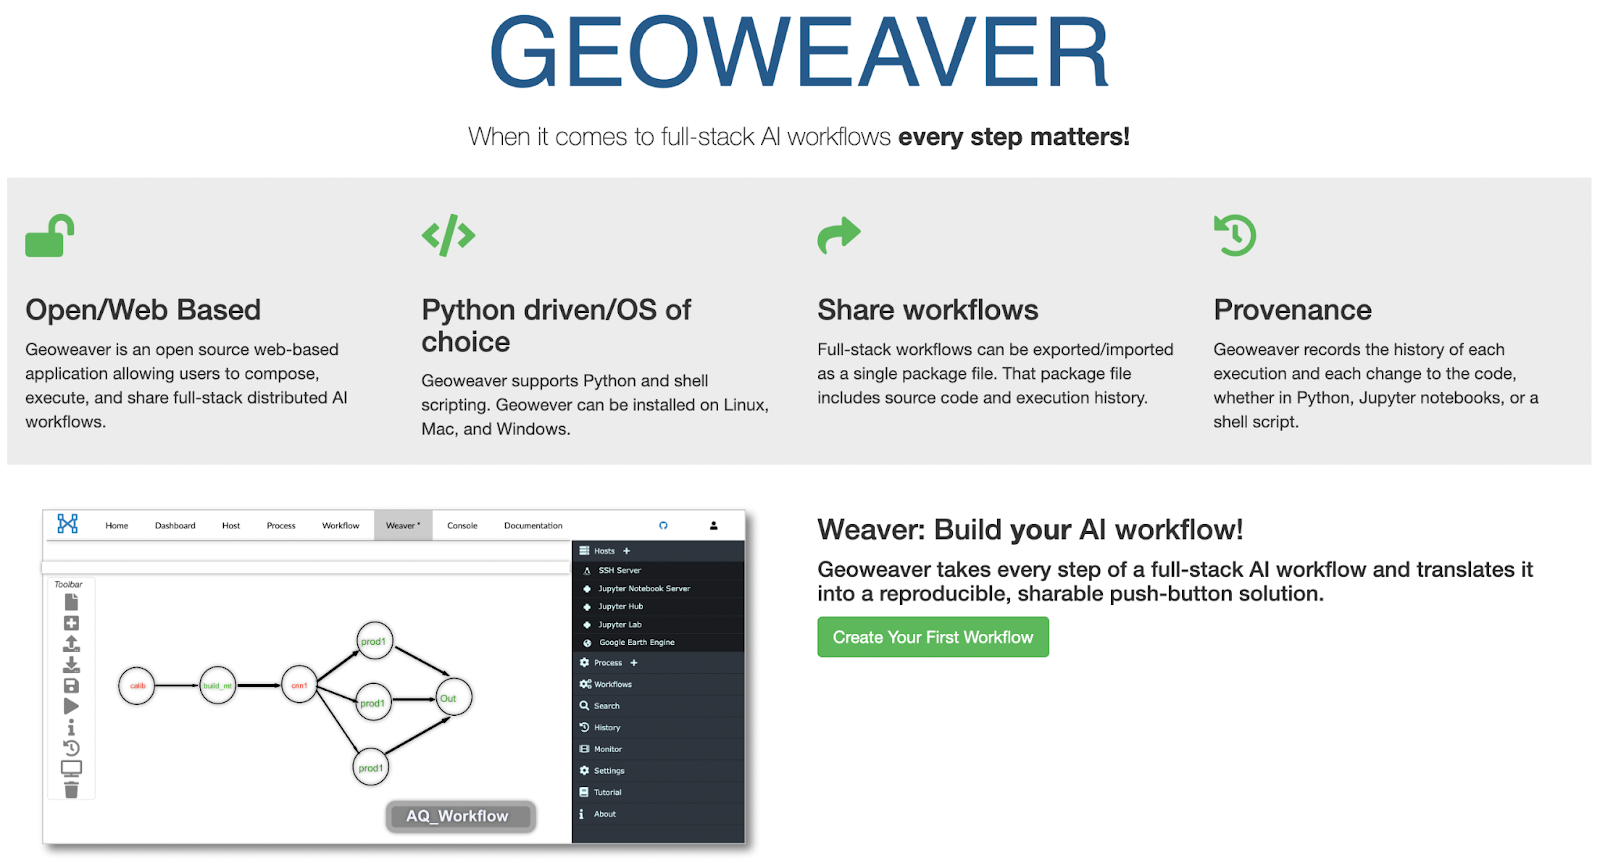 GEOWEAVER
When it comes to full-stack AI workflows every step matters!
Open/Web Based
Geoweaver is an open source web-based
application allowing users to compose,
execute, and share full-stack distributed AI
workflows.
Python driven/OS of
choice
Geoweaver supports Python and shell
scripting. Geowever can be installed on Linux,
Mac, and Windows.
Share workflows
Full-stack workflows can be exported/imported
as a single package file. That package file
includes source code and execution history.
Provenance
Geoweaver records the history of each
execution and each change to the code,
whether in Python, Jupyter notebooks, or a
shell script.
Home Dashboard Host Process Workflow Weaver * Console Documentation
Toolbar
calib
build_mt
cnn1
prod1
prod1
prod1
Out
AQ_Workflow
Hosts +
SSH Server
Jupyter Notebook Server
Jupyter Hub
Jupyter Lab
Google Earth Engine
Process +
Workflows
Search
History
Monitor
Settings
Tutorial
About
Weaver: Build your AI workflow!
Geoweaver takes every step of a full-stack AI workflow and translates it
into a reproducible, sharable push-button solution.
Create Your First Workflow